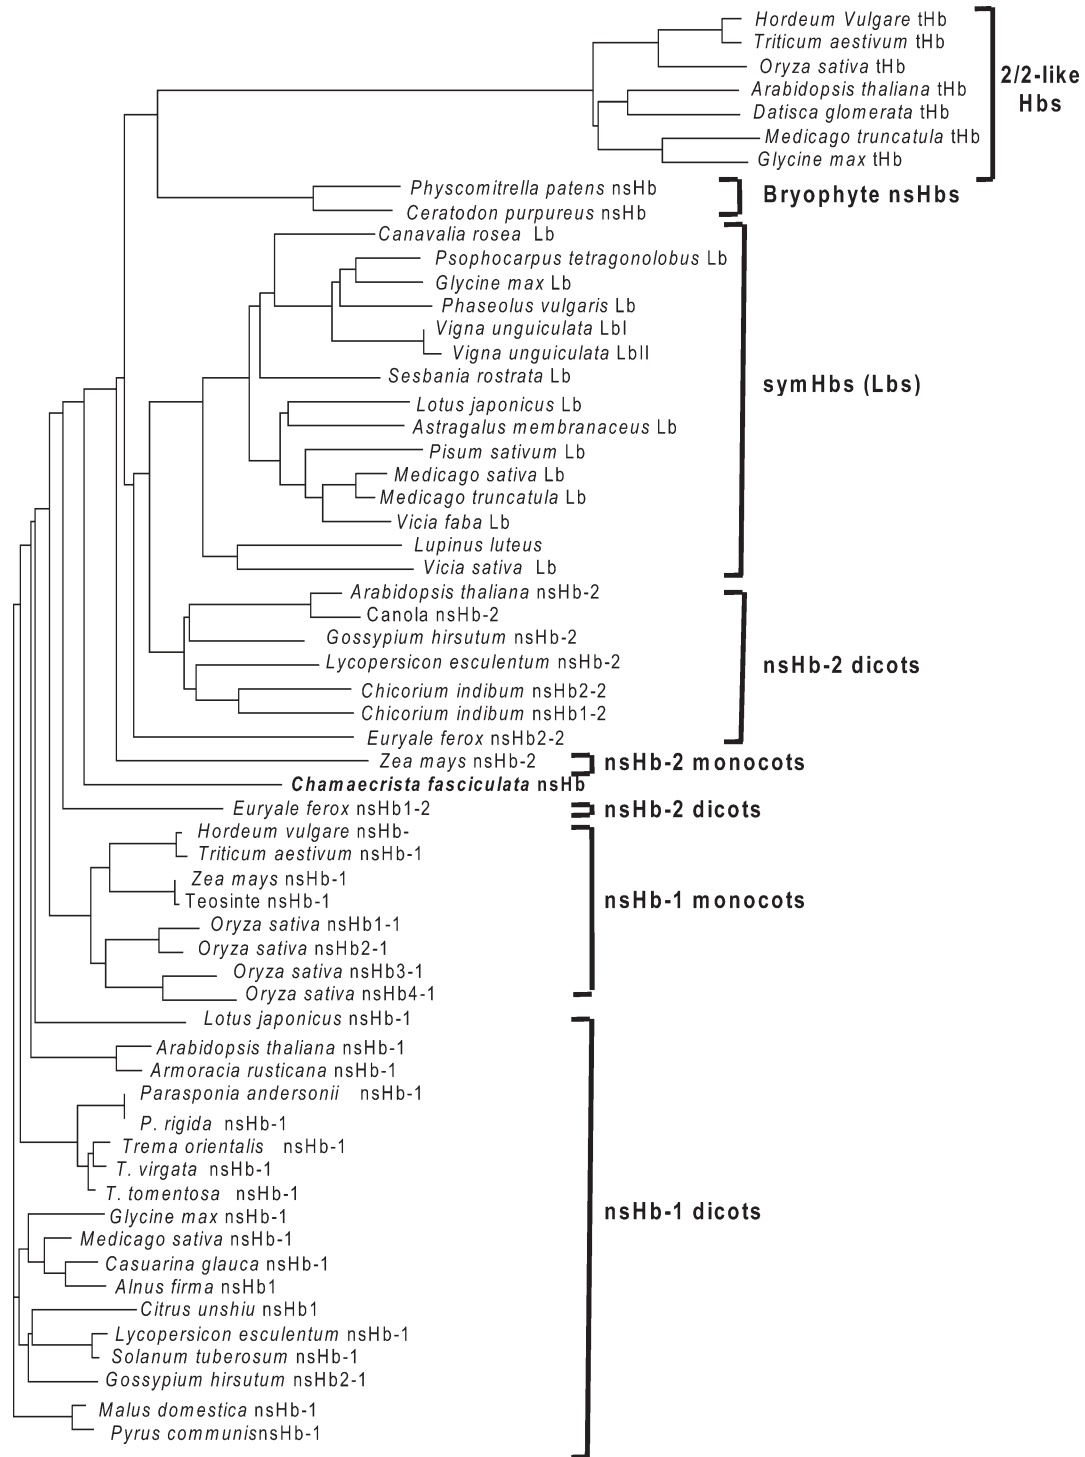 Hordeum Vulgare tHb
Triticum aestivum tHb
Oryza sativa tHb
Arabidopsis thaliana tHb
Datisca glomerata tHb
Medicago truncatula tHb
Glycine max tHb
2/2-like
Hbs
Physcomitrella patens nsHb
Ceratodon purpureus nsHb
Bryophyte nsHbs
Canavalia rosea Lb
Psophocarpus tetragonolobus Lb
Glycine max Lb
Phaseolus vulgaris Lb
Vigna unguiculata LbI
Vigna unguiculata LbII
Sesbania rostrata Lb
Lotus japonicus Lb
Astragalus membranaceus Lb
Pisum sativum Lb
Medicago sativa Lb
Medicago truncatula Lb
Vicia faba Lb
Lupinus luteus
Vicia sativa Lb
symHbs (Lbs)
Arabidopsis thaliana nsHb-2
Canola nsHb-2
Gossypium hirsutum nsHb-2
Lycopersicon esculentum nsHb-2
Chicorium indibum nsHb2-2
Chicorium indibum nsHb1-2
Euryale ferox nsHb2-2
nsHb-2 dicots
Zea mays nsHb-2
nsHb-2 monocots
Chamaecrista fasciculata nsHb
Euryale ferox nsHb1-2
nsHb-2 dicots
Hordeum vulgare nsHb-
Triticum aestivum nsHb-1
Zea mays nsHb-1
Teosinte nsHb-1
Oryza sativa nsHb1-1
Oryza sativa nsHb2-1
Oryza sativa nsHb3-1
Oryza sativa nsHb4-1
nsHb-1 monocots
Lotus japonicus nsHb-1
Arabidopsis thaliana nsHb-1
Armoracia rusticana nsHb-1
Parasponia andersonii nsHb-1
P. rigida nsHb-1
Trema orientalis nsHb-1
T. virgata nsHb-1
T. tomentosa nsHb-1
Glycine max nsHb-1
Medicago sativa nsHb-1
Casuarina glauca nsHb-1
Alnus firma nsHb1
Citrus unshiu nsHb1
Lycopersicon esculentum nsHb-1
Solanum tuberosum nsHb-1
Gossypium hirsutum nsHb2-1
Malus domestica nsHb-1
Pyrus communisnsHb-1
nsHb-1 dicots